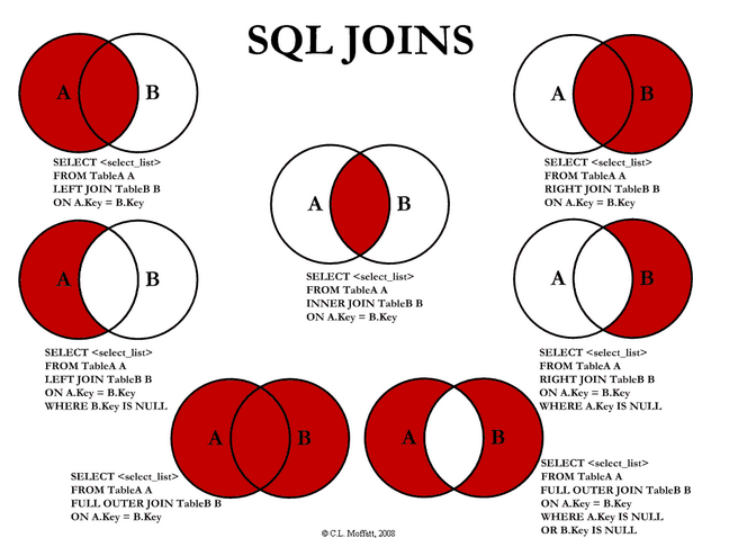 SQL JOINS
A B
SELECT <select_list>
FROM TableA A
LEFT JOIN TableB B
ON A.Key = B.Key
A B
SELECT <select_list>
FROM TableA A
RIGHT JOIN TableB B
ON A.Key = B.Key
A B
SELECT <select_list>
FROM TableA A
INNER JOIN TableB B
ON A.Key = B.Key
A B
SELECT <select_list>
FROM TableA A
LEFT JOIN TableB B
ON A.Key = B.Key
WHERE B.Key IS NULL
A B
SELECT <select_list>
FROM TableA A
RIGHT JOIN TableB B
ON A.Key = B.Key
WHERE A.Key IS NULL
A B
SELECT <select_list>
FROM TableA A
FULL OUTER JOIN TableB B
ON A.Key = B.Key
A B
SELECT <select_list>
FROM TableA A
FULL OUTER JOIN TableB B
ON A.Key = B.Key
WHERE A.Key IS NULL
OR B.Key IS NULL
© C.L. Moffatt, 2008